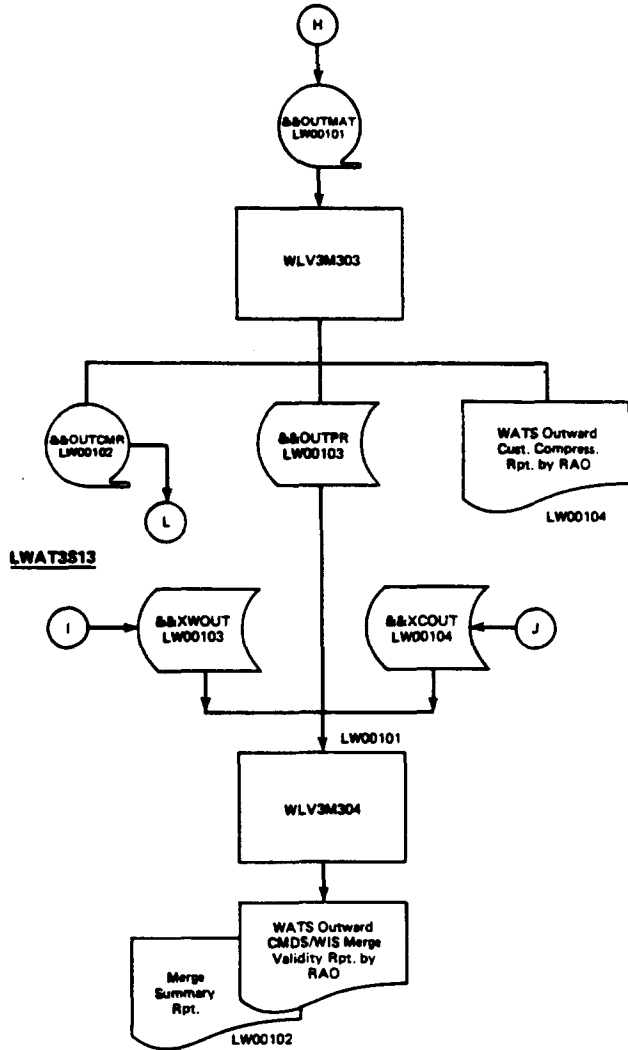 H
&&OUTMAT
LW00101
WLV3M303
&&OUTCMR
LW00102
&&OUTPR
LW00103
WATS Outward
Cust. Compress.
Rpt. by RAO
LW00104
L
LWAT3S13
I
&&XWOUT
LW00103
&&XCOUT
LW00104
J
LW00101
WLV3M304
WATS Outward
CMDS/WIS Merge
Validity Rpt. by
RAO
Merge
Summary
Rpt.
LW00102